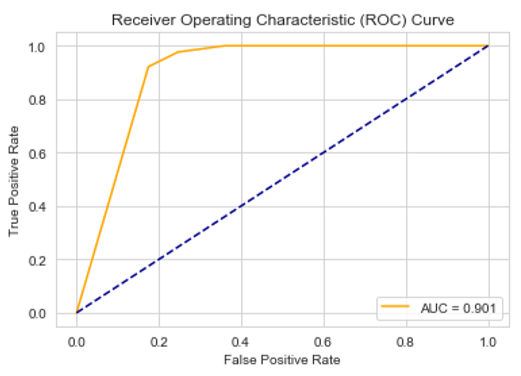 Receiver Operating Characteristic (ROC) Curve
1.0
0.8
0.6
0.4
0.2
0.0
True Positive Rate
AUC = 0.901
0.0 0.2 0.4 0.6 0.8 1.0
False Positive Rate